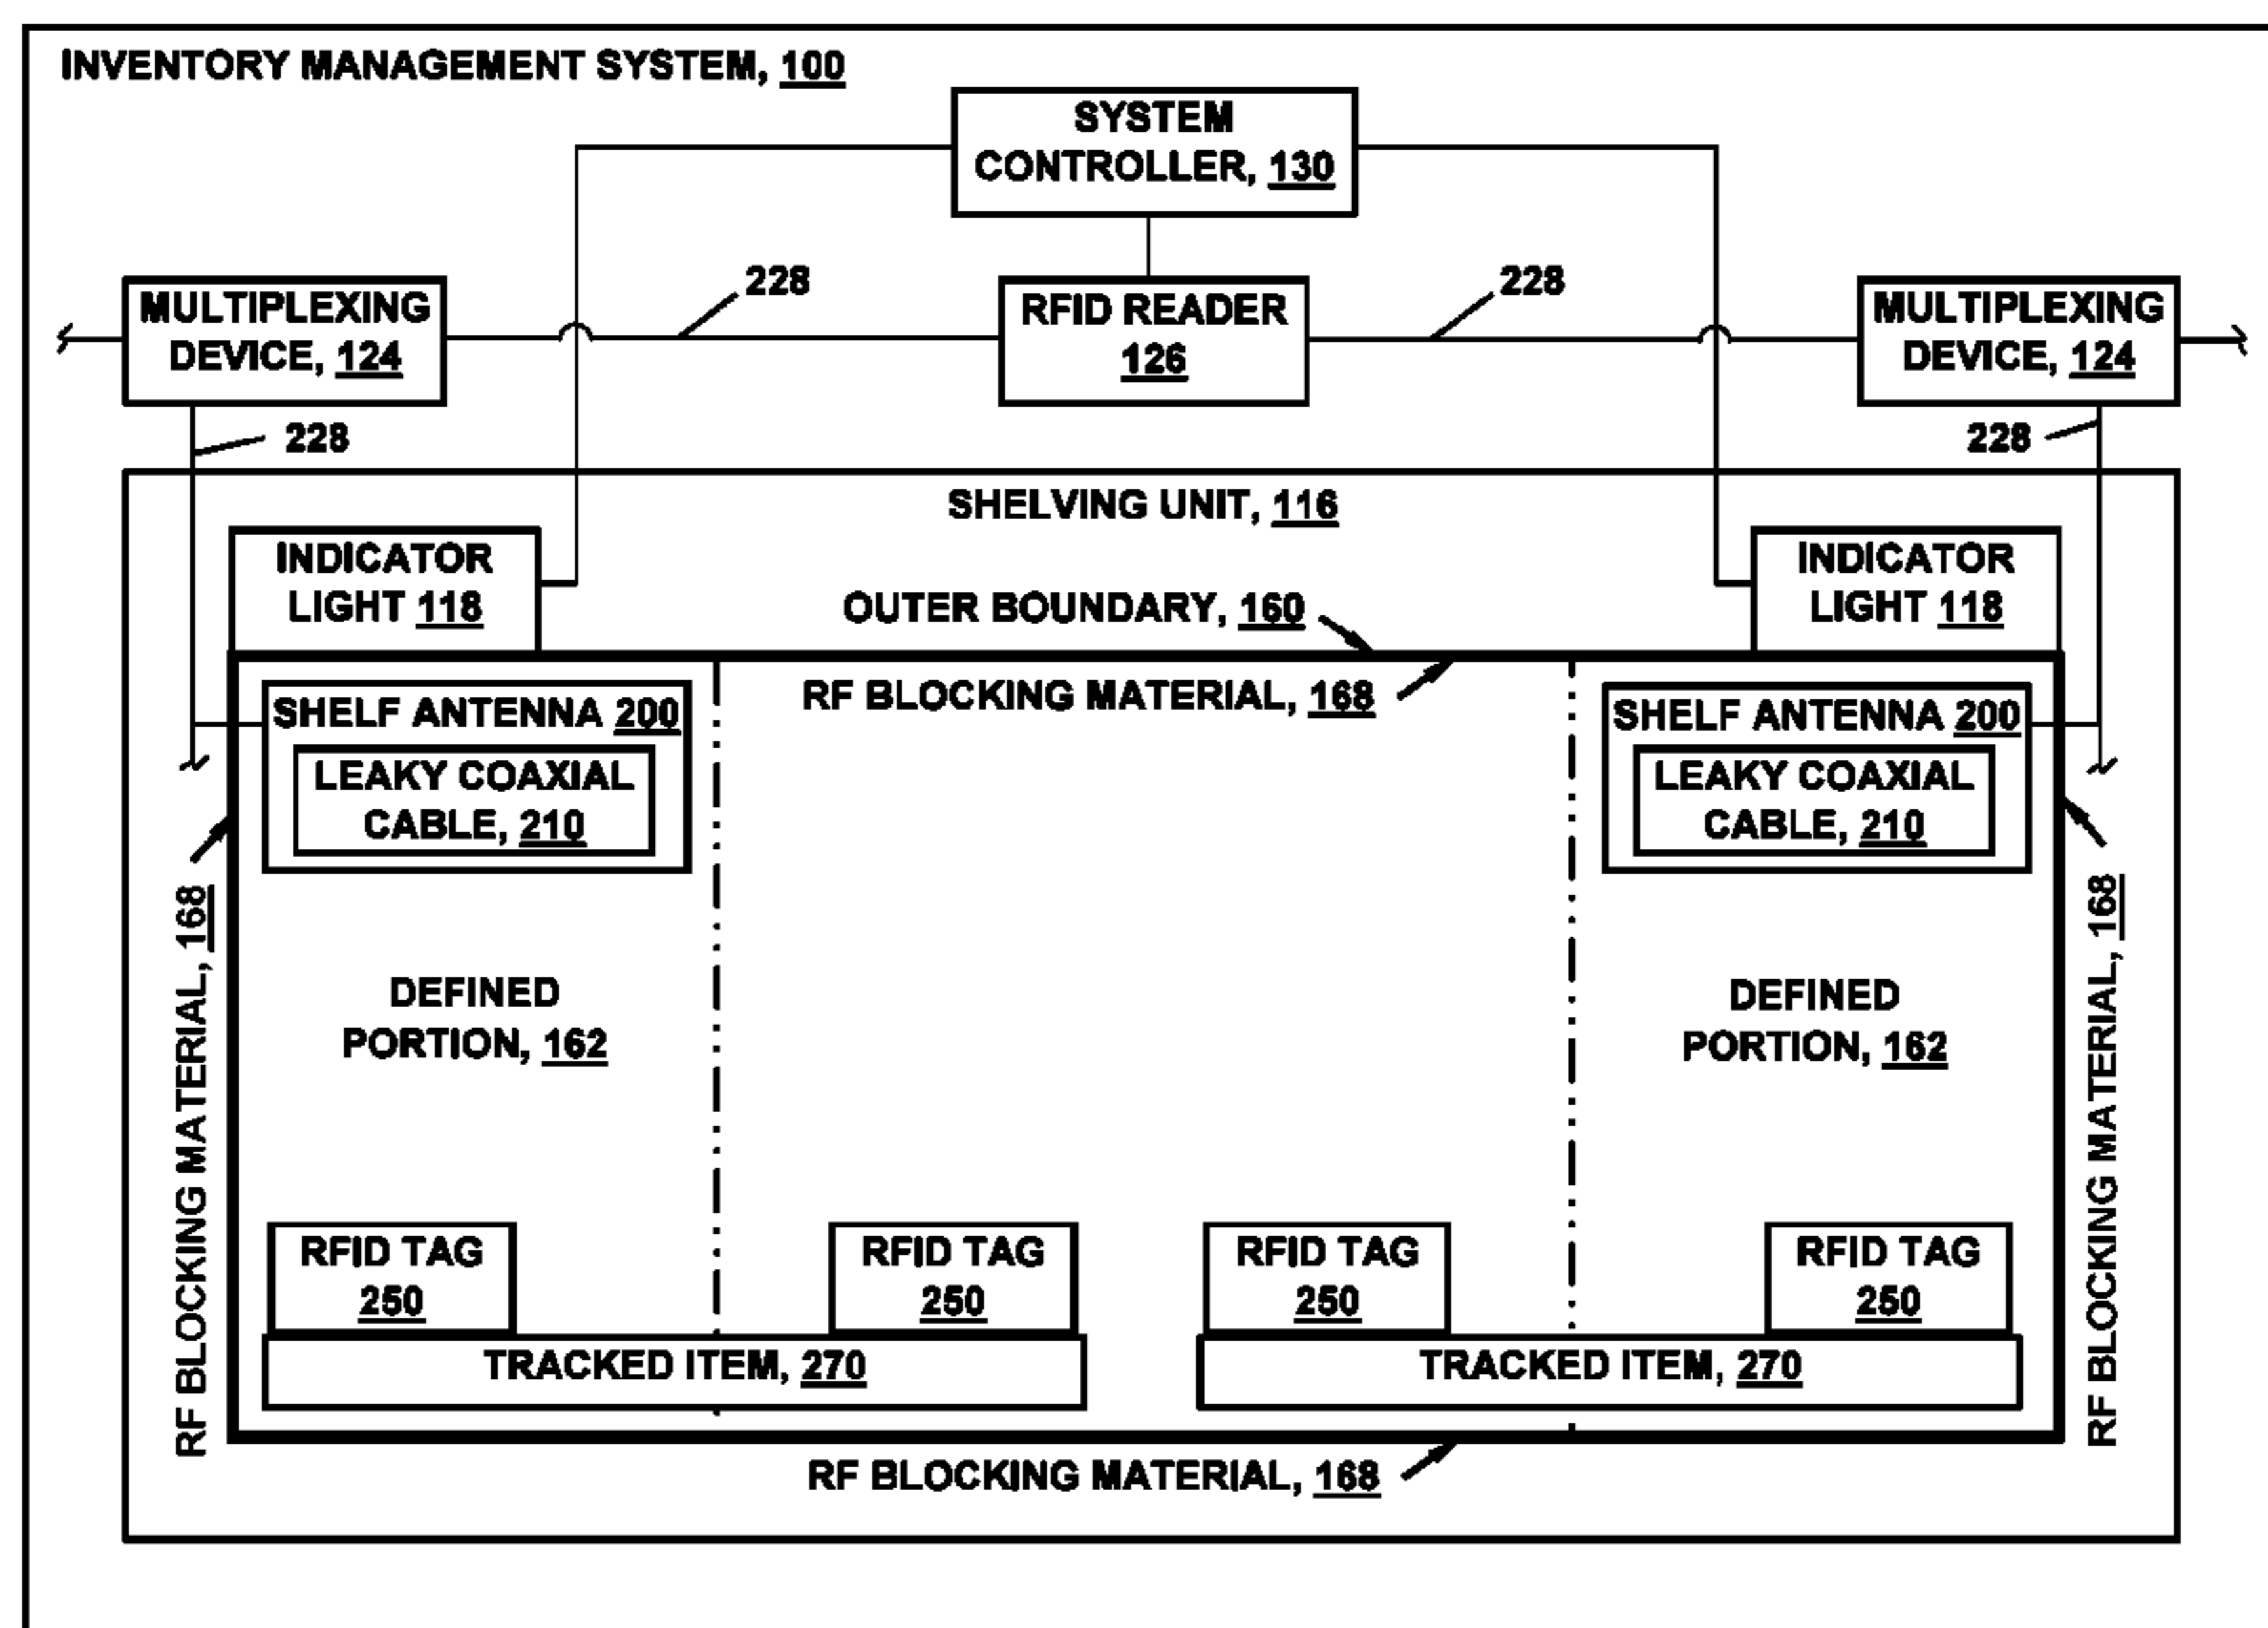 INVENTORY MANAGEMENT SYSTEM, 100
SYSTEM
CONTROLLER, 130
MULTIPLEXING
DEVICE, 124
228
RFID READER
126
228
MULTIPLEXING
DEVICE, 124
228
228
SHELVING UNIT, 116
INDICATOR
LIGHT 118
INDICATOR
LIGHT 118
OUTER BOUNDARY, 160
RF BLOCKING MATERIAL, 168
SHELF ANTENNA 200
LEAKY COAXIAL
CABLE, 210
SHELF ANTENNA 200
LEAKY COAXIAL
CABLE, 210
RF BLOCKING MATERIAL, 168
DEFINED
PORTION, 162
DEFINED
PORTION, 162
RF BLOCKING MATERIAL, 168
RFID TAG
250
RFID TAG
250
RFID TAG
250
RFID TAG
250
TRACKED ITEM, 270
TRACKED ITEM, 270
RF BLOCKING MATERIAL, 168